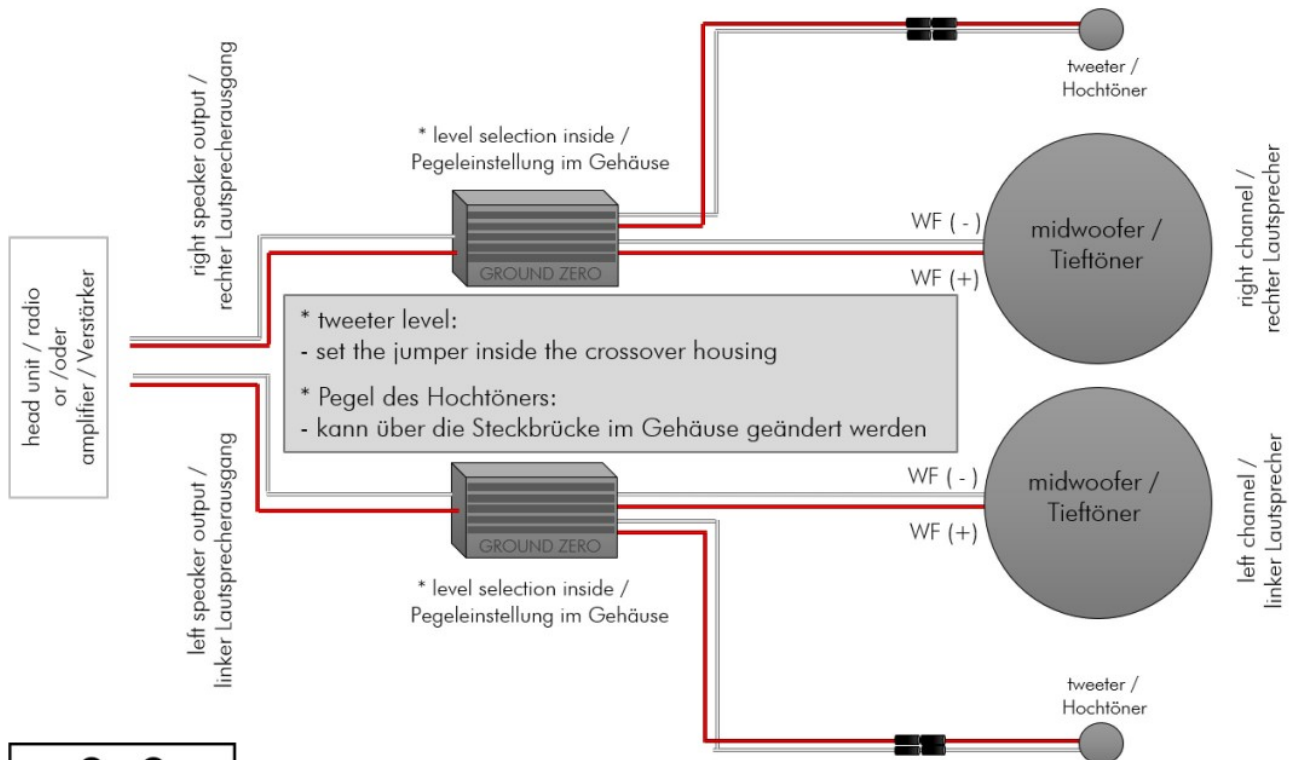 tweeter /
Hochtöner
* level selection inside /
Pegeleinstellung im Gehäuse
right speaker output /
rechter Lautsprecherausgang
GROUND ZERO
WF ( - )
WF (+)
midwoofer /
Tieftöner
right channel /
rechter Lautsprecher
head unit / radio
or /oder
amplifier / Verstärker
* tweeter level:
- set the jumper inside the crossover housing
* Pegel des Hochtöners:
- kann über die Steckbrücke im Gehäuse geändert werden
left speaker output /
linker Lautsprecherausgang
GROUND ZERO
WF ( - )
WF (+)
midwoofer /
Tieftöner
left channel /
linker Lautsprecher
* level selection inside /
Pegeleinstellung im Gehäuse
tweeter /
Hochtöner